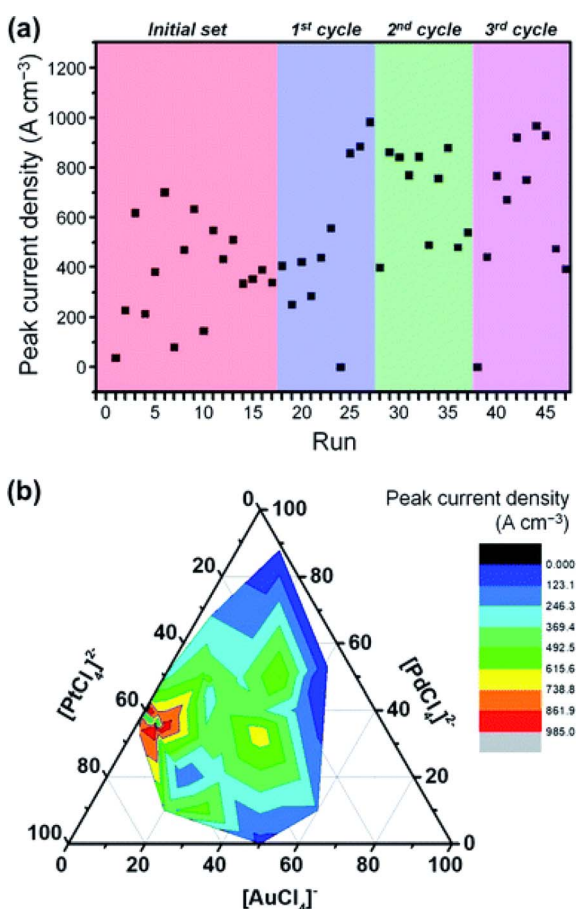 (a)
Initial set 1st cycle 2nd cycle 3rd cycle
Peak current density (A cm⁻³)
1300
1000
800
600
400
200
0
0 5 10 15 20 25 30 35 40 45
Run
(b)
Peak current density
(A cm⁻³)
0.000
123.1
246.3
369.4
492.5
615.6
738.8
861.9
985.0
[PtCl₄]²⁻
0
20
40
60
80
100
[PdCl₄]²⁻
100
80
60
40
20
0
0 20 40 60 80 100
[AuCl₄]⁻